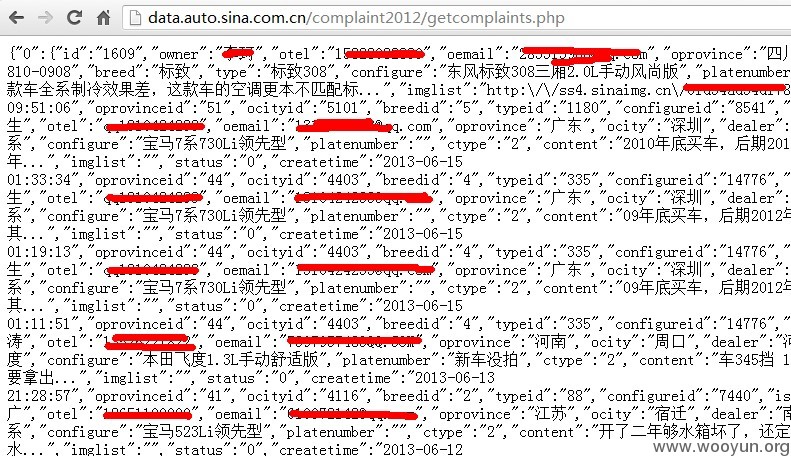 data.auto.sina.com.cn/complaint2012/getcomplaints.php
{"0":{"id":"1609","owner":" ","otel":" ","oemail":" .com","oprovince":"四川
810-0908","breed":"标致","type":"标致308","configure":"东风标致308三厢2.0L手动风尚版","platenumber
款车全系制冷效果差，这款车的空调更本不匹配标...","imglist":"http:\/\/ss4.sinaimg.cn\/
09:51:06","oprovinceid":"51","ocityid":"5101","breedid":"5","typeid":"1180","configureid":"8541","
生","otel":" ","oemail":" @qq.com","oprovince":"广东","ocity":"深圳","dealer":"
系","configure":"宝马7系730Li领先型","platenumber":"","ctype":"2","content":"2010年底买车，后期201
年...","imglist":"","status":"0","createtime":"2013-06-15
01:33:34","oprovinceid":"44","ocityid":"4403","breedid":"4","typeid":"335","configureid":"14776","
生","otel":" ","oemail":" ","oprovince":"广东","ocity":"深圳","dealer":"
系","configure":"宝马7系730Li领先型","platenumber":"","ctype":"2","content":"09年底买车，后期2012年
其...","imglist":"","status":"0","createtime":"2013-06-15
01:19:13","oprovinceid":"44","ocityid":"4403","breedid":"4","typeid":"335","configureid":"14776","
生","otel":" ","oemail":" ","oprovince":"广东","ocity":"深圳","dealer":"
系","configure":"宝马7系730Li领先型","platenumber":"","ctype":"2","content":"09年底买车，后期2012年
其...","imglist":"","status":"0","createtime":"2013-06-15
01:11:51","oprovinceid":"44","ocityid":"4403","breedid":"4","typeid":"335","configureid":"14776","
涛","otel":" ","oemail":" ","oprovince":"河南","ocity":"周口","dealer":"河
度","configure":"本田飞度1.3L手动舒适版","platenumber":"新车没拍","ctype":"2","content":"车345挡 1
要拿出...","imglist":"","status":"0","createtime":"2013-06-13
21:28:57","oprovinceid":"41","ocityid":"4116","breedid":"2","typeid":"88","configureid":"7440","is
广","otel":" ","oemail":" ","oprovince":"江苏","ocity":"宿迁","dealer":"南
系","configure":"宝马523Li领先型","platenumber":"","ctype":"2","content":"开了二年够水箱坏了，还定
水...","imglist":"","status":"0","createtime":"2013-06-12
www.wooyun.org